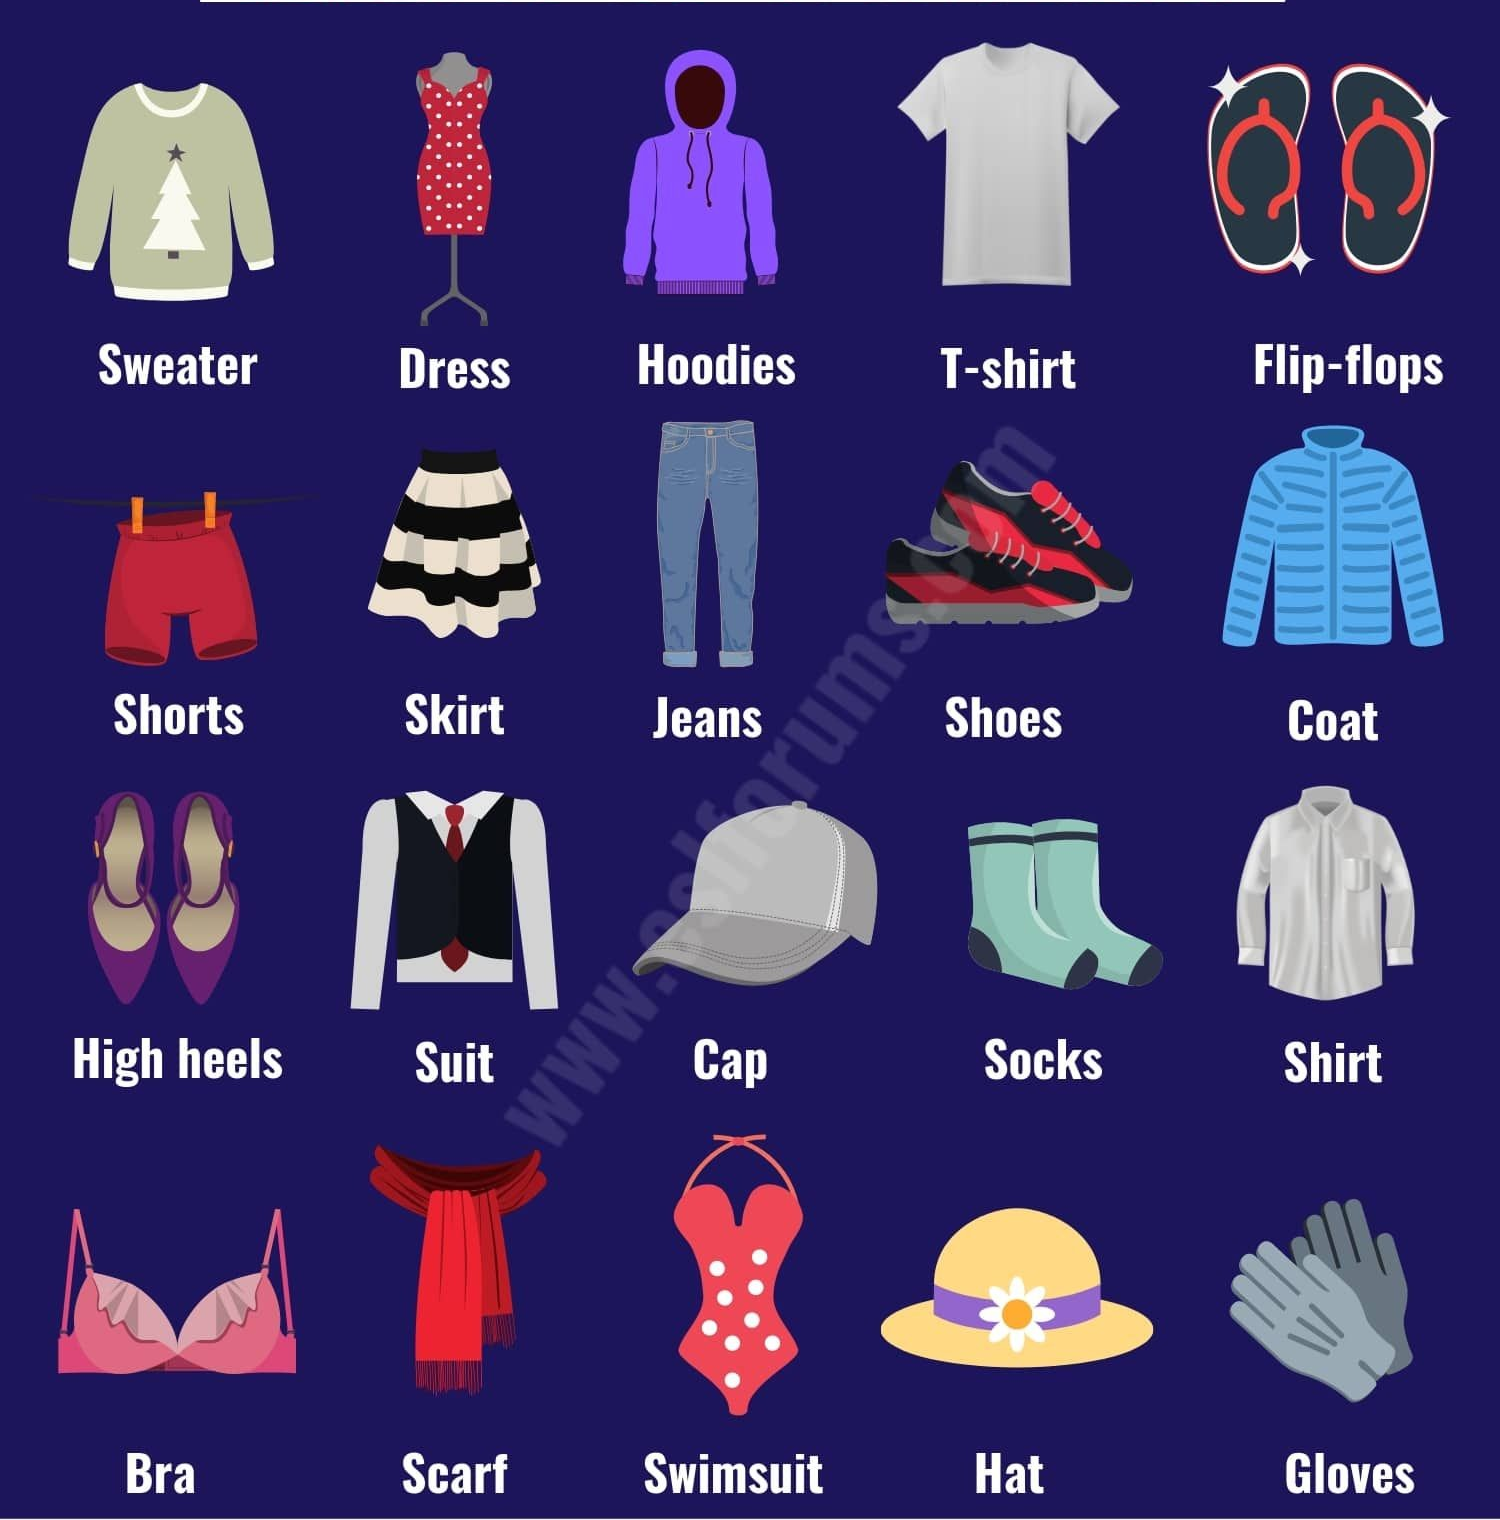 Sweater
Dress
Hoodies
T-shirt
Flip-flops
Shorts
Skirt
Jeans
Shoes
Coat
High heels
Suit
Cap
Socks
Shirt
Bra
Scarf
Swimsuit
Hat
Gloves
www.eslforums.com